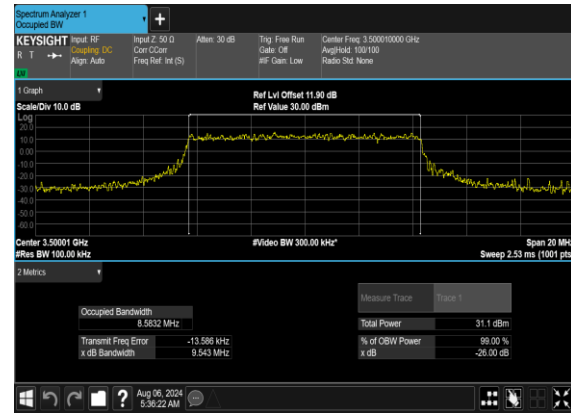 Spectrum Analyzer 1
Occupied BW
+
KEYSIGHT
R T
LXI
Input: RF
Coupling: DC
Align: Auto
Input Z: 50 Ω
Corr CCorr
Freq Ref: Int (S)
Atten: 30 dB
Trig: Free Run
Gate: Off
#IF Gain: Low
Center Freq: 3.500010000 GHz
Avg|Hold: 100/100
Radio Std: None
1 Graph
Scale/Div 10.0 dB
Ref Lvl Offset 11.90 dB
Ref Value 30.00 dBm
Log
20.0
10.0
0.00
-10.0
-20.0
-30.0
-40.0
-50.0
-60.0
Center 3.50001 GHz
#Res BW 100.00 kHz
#Video BW 300.00 kHz*
Span 20 MHz
Sweep 2.53 ms (1001 pts
2 Metrics
Occupied Bandwidth
8.5832 MHz
Transmit Freq Error -13.586 kHz
x dB Bandwidth 9.543 MHz
Measure Trace Trace 1
Total Power 31.1 dBm
% of OBW Power 99.00 %
x dB -26.00 dB
?
Aug 06, 2024
5:36:22 AM